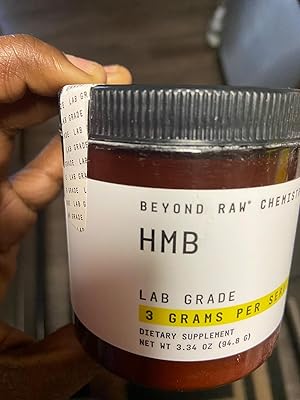 LAB GRADE
BEYOND RAW® CHEMIST
HMB
LAB GRADE
3 GRAMS PER SER
DIETARY SUPPLEMENT
NET WT 3.34 OZ (94.8 G)